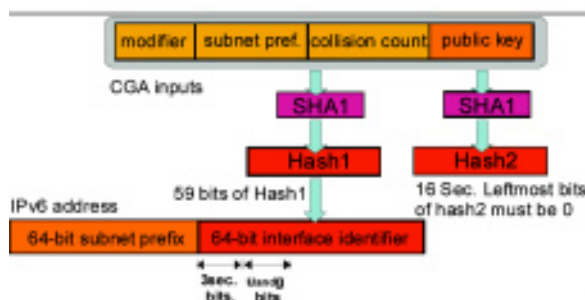 modifier subnet pref. collision count public key
CGA inputs
SHA1 SHA1
Hash1 Hash2
59 bits of Hash1
16 Sec. Leftmost bits
of hash2 must be 0
IPv6 address
64-bit subnet prefix 64-bit interface identifier
3sec. uandg
bits. bits